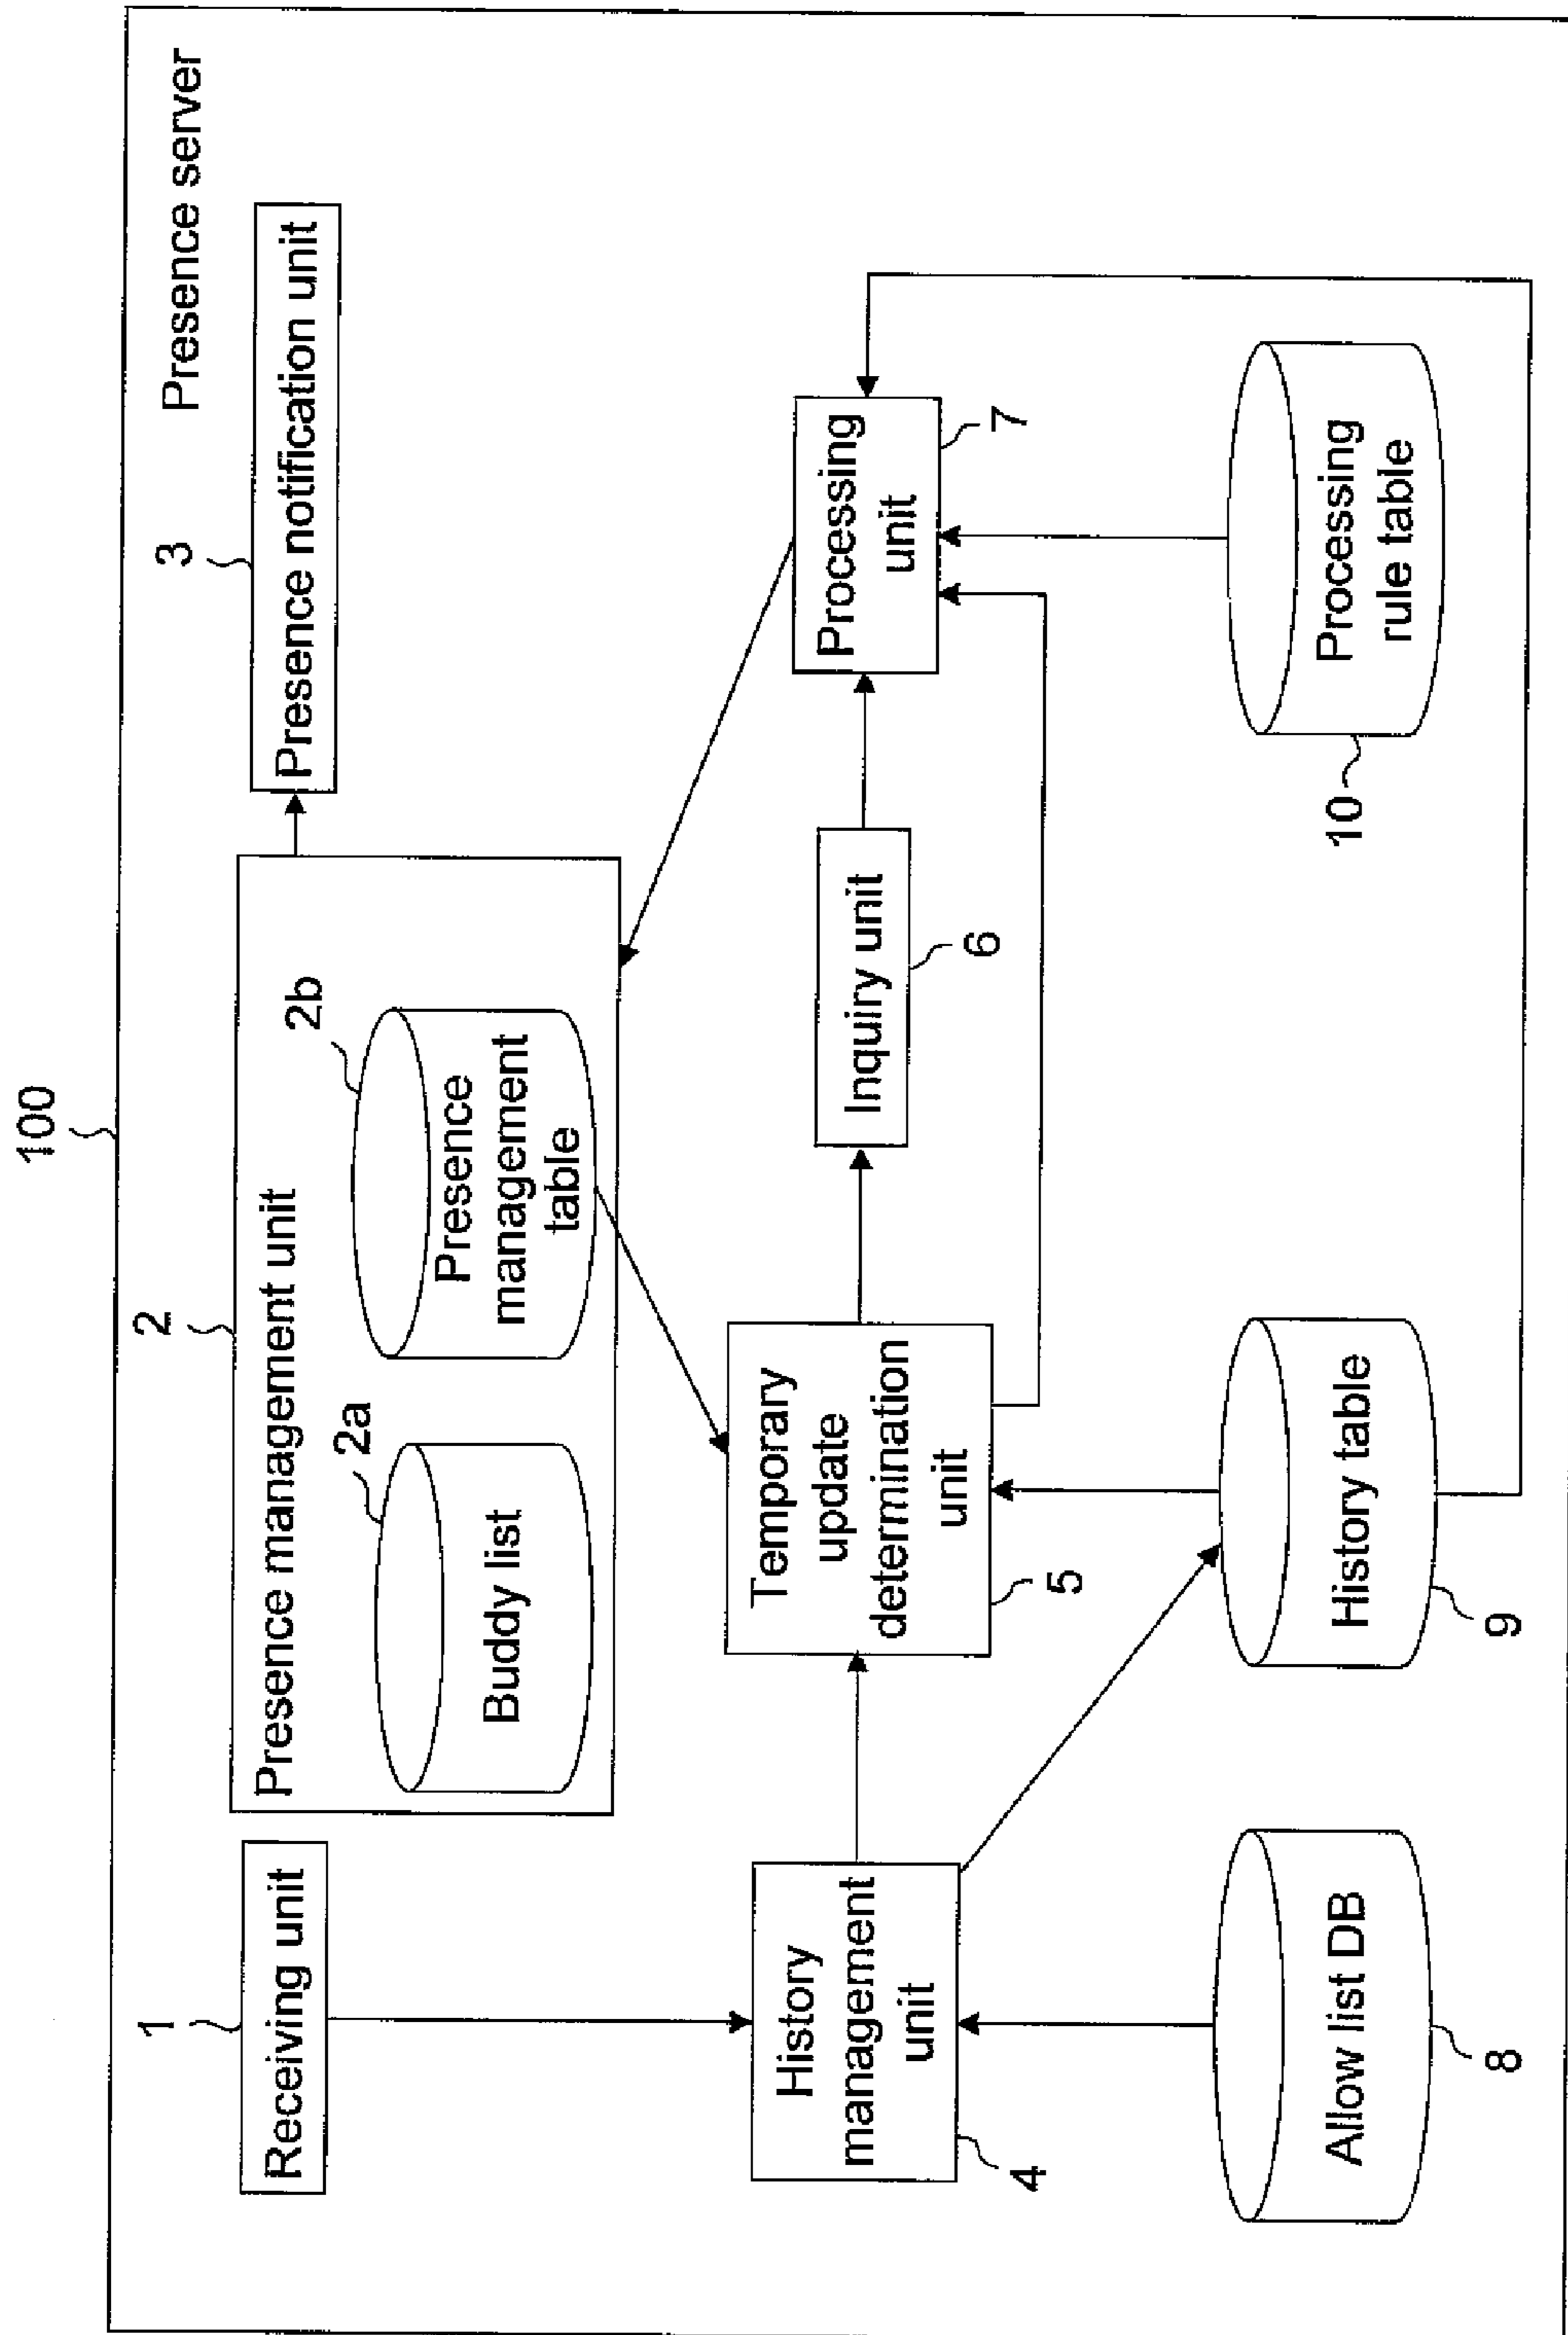 100
Presence server
1
Receiving unit
2
Presence management unit
2a
Buddy list
2b
Presence
management
table
3
Presence notification unit
History
management
unit
4
Temporary
update
determination
unit
5
Inquiry unit
6
Processing
unit
7
Allow list DB
8
History table
9
Processing
rule table
10